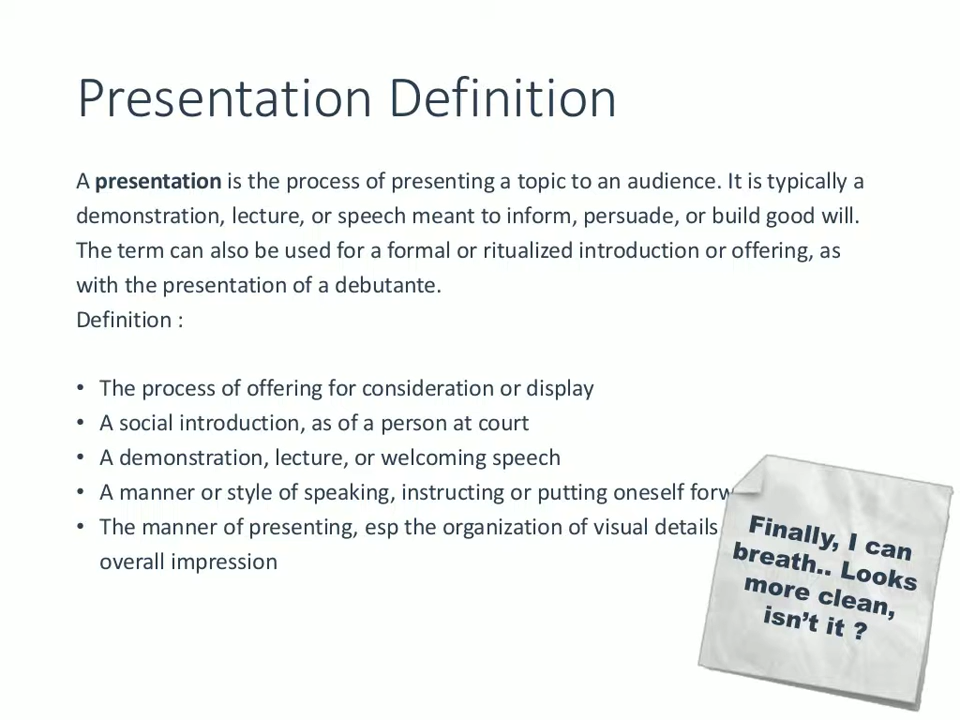 Presentation Definition
A presentation is the process of presenting a topic to an audience. It is typically a
demonstration, lecture, or speech meant to inform, persuade, or build good will.
The term can also be used for a formal or ritualized introduction or offering, as
with the presentation of a debutante.
Definition :
• The process of offering for consideration or display
• A social introduction, as of a person at court
• A demonstration, lecture, or welcoming speech
• A manner or style of speaking, instructing or putting oneself
• The manner of presenting, esp the organization of visual details
overall impression
Finally, I can
breath.. Looks
more clean,
isn't it ?